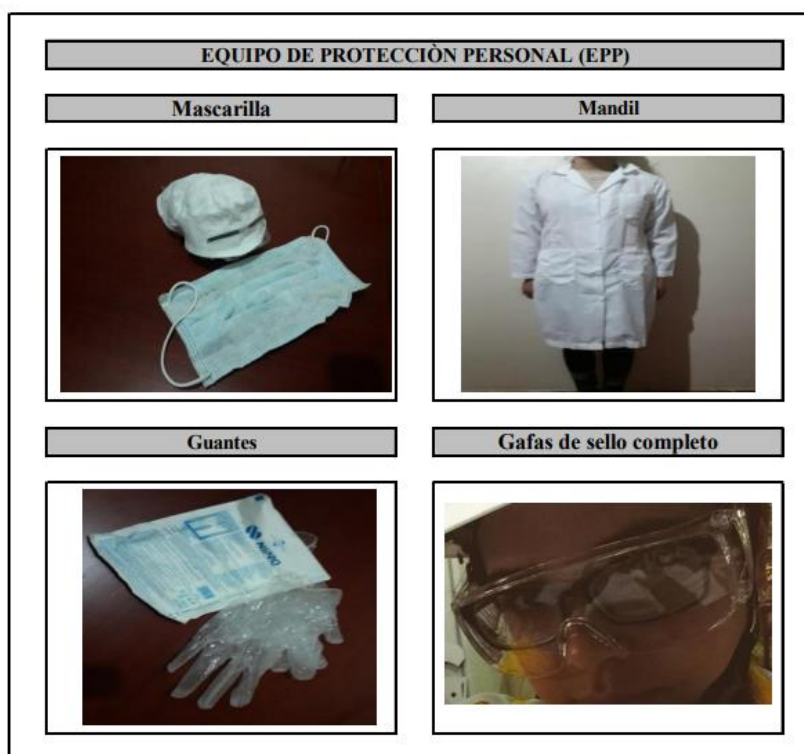 EQUIPO DE PROTECCIÒN PERSONAL (EPP)
Mascarilla
Mandil
Guantes
Gafas de sello completo